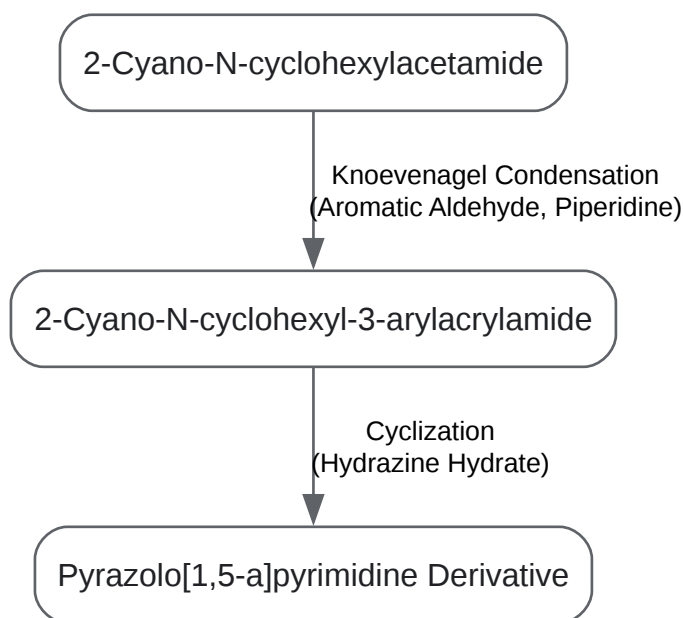 2-Cyano-N-cyclohexylacetamide
Knoevenagel Condensation
(Aromatic Aldehyde, Piperidine)
2-Cyano-N-cyclohexyl-3-arylacrylamide
Cyclization
(Hydrazine Hydrate)
Pyrazolo[1,5-a]pyrimidine Derivative